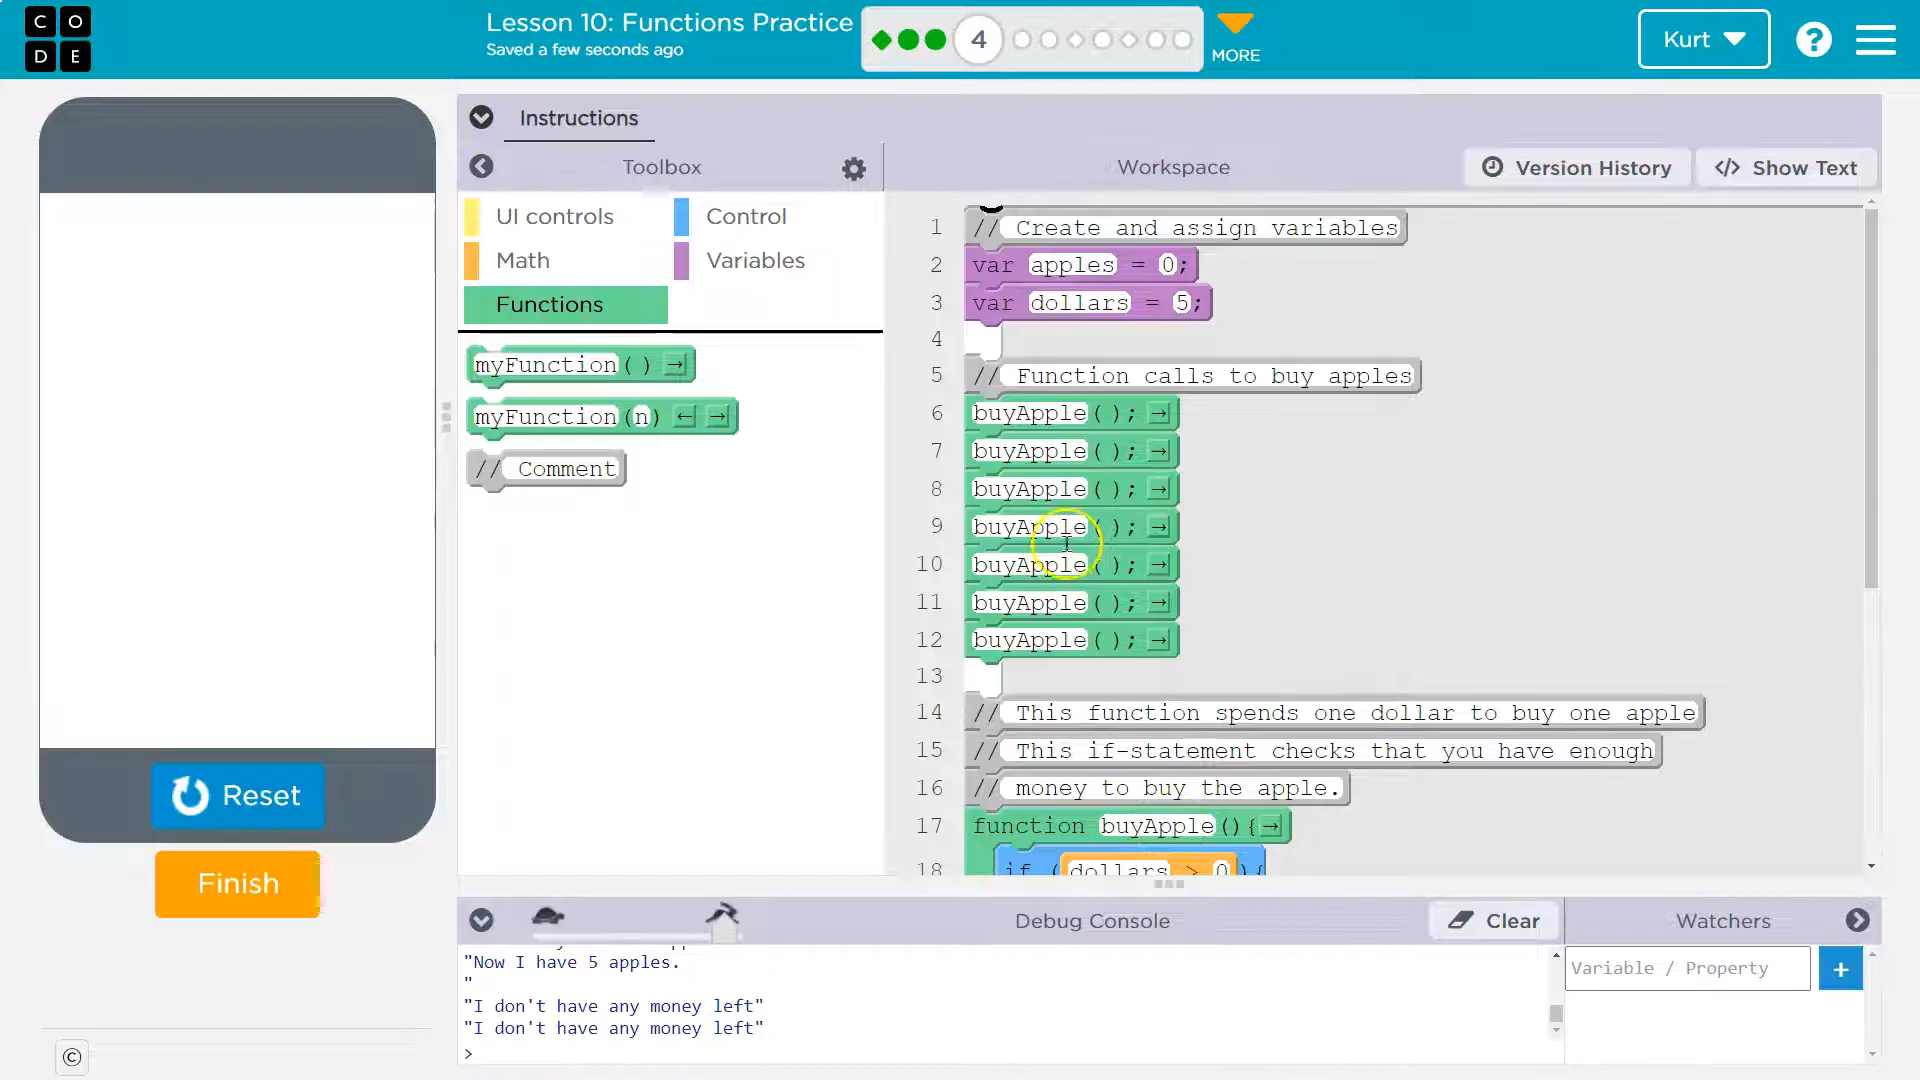 CODE
Lesson 10: Functions Practice
Saved a few seconds ago
4
MORE
Kurt
?
Instructions
Toolbox
Workspace
Version History
</> Show Text
UI controls
Control
Math
Variables
Functions
myFunction() →
myFunction(n) ← →
// Comment
1 // Create and assign variables
2 var apples = 0;
3 var dollars = 5;
4
5 // Function calls to buy apples
6 buyApple(); →
7 buyApple(); →
8 buyApple(); →
9 buyApple(); →
10 buyApple(); →
11 buyApple(); →
12 buyApple(); →
13
14 // This function spends one dollar to buy one apple
15 // This if-statement checks that you have enough
16 // money to buy the apple.
17 function buyApple(){ →
18 if (dollars > 0){
Reset
Finish
©
Debug Console
Clear
Watchers
"Now I have 5 apples.
"
"I don't have any money left"
"I don't have any money left"
>
Variable / Property
+